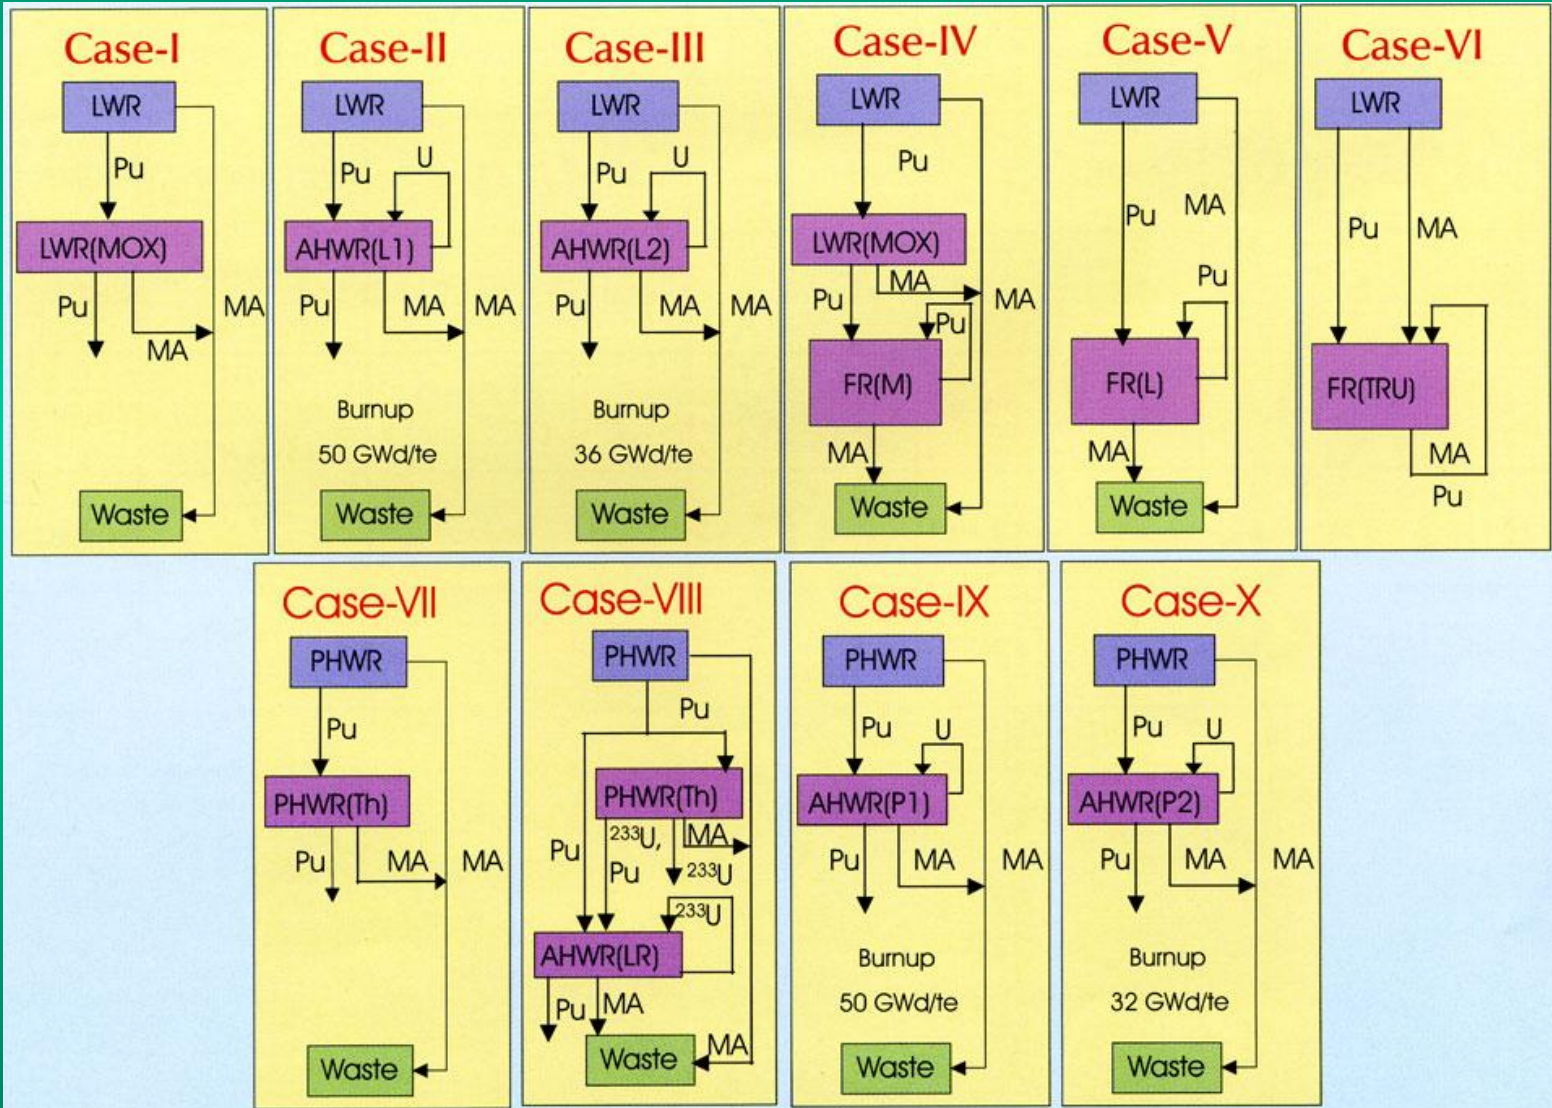 Case-I
LWR
Pu
LWR(MOX)
Pu
MA
MA
Waste
Case-II
LWR
Pu
U
AHWR(L1)
Pu
MA
MA
Burnup
50 GWd/te
Waste
Case-III
LWR
Pu
U
AHWR(L2)
Pu
MA
MA
Burnup
36 GWd/te
Waste
Case-IV
LWR
Pu
LWR(MOX)
MA
Pu
MA
Pu
FR(M)
MA
Waste
Case-V
LWR
Pu
MA
Pu
FR(L)
MA
Waste
Case-VI
LWR
Pu
MA
FR(TRU)
MA
Pu
Case-VII
PHWR
Pu
PHWR(Th)
Pu
MA
MA
Waste
Case-VIII
PHWR
Pu
PHWR(Th)
²³³U,
MA
Pu
Pu
²³³U
²³³U
AHWR(LR)
Pu
MA
Waste
MA
Case-IX
PHWR
Pu
U
AHWR(P1)
Pu
MA
MA
Burnup
50 GWd/te
Waste
Case-X
PHWR
Pu
U
AHWR(P2)
Pu
MA
MA
Burnup
32 GWd/te
Waste